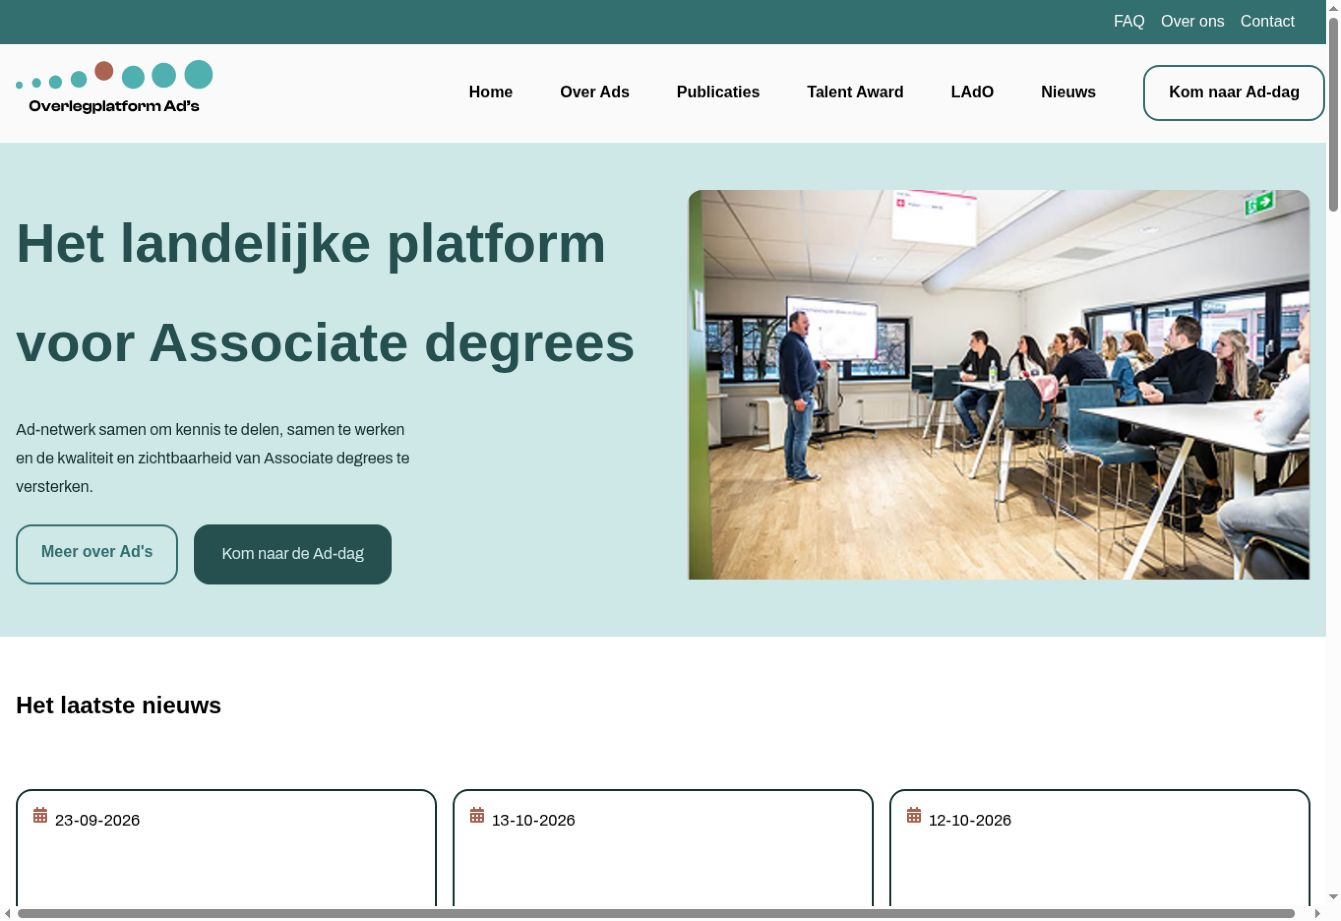 FAQ Over ons Contact
Overlegplatform Ad's
Home Over Ads Publicaties Talent Award LAdO Nieuws Kom naar Ad-dag
Het landelijke platform
voor Associate degrees
Ad-netwerk samen om kennis te delen, samen te werken
en de kwaliteit en zichtbaarheid van Associate degrees te
versterken.
Meer over Ad's Kom naar de Ad-dag
Het laatste nieuws
23-09-2026 13-10-2026 12-10-2026